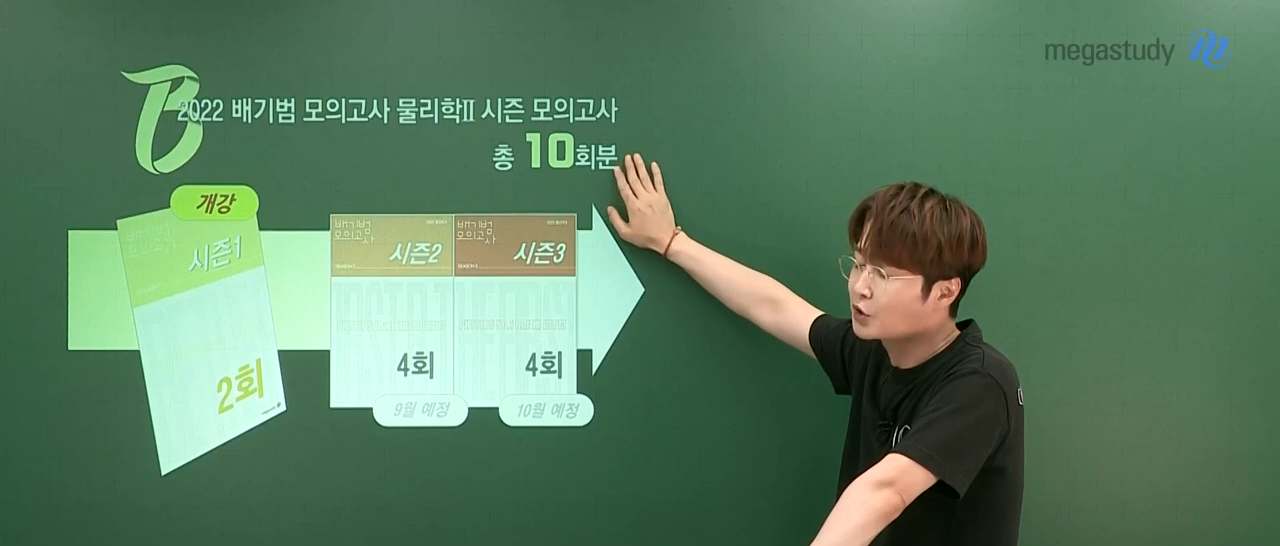 megastudy
2022 배기범 모의고사 물리학II 시즌 모의고사
총 10회분
개강
시즌1
2회
배기범
모의고사
시즌2
4회
9월 예정
배기범
모의고사
시즌3
4회
10월 예정